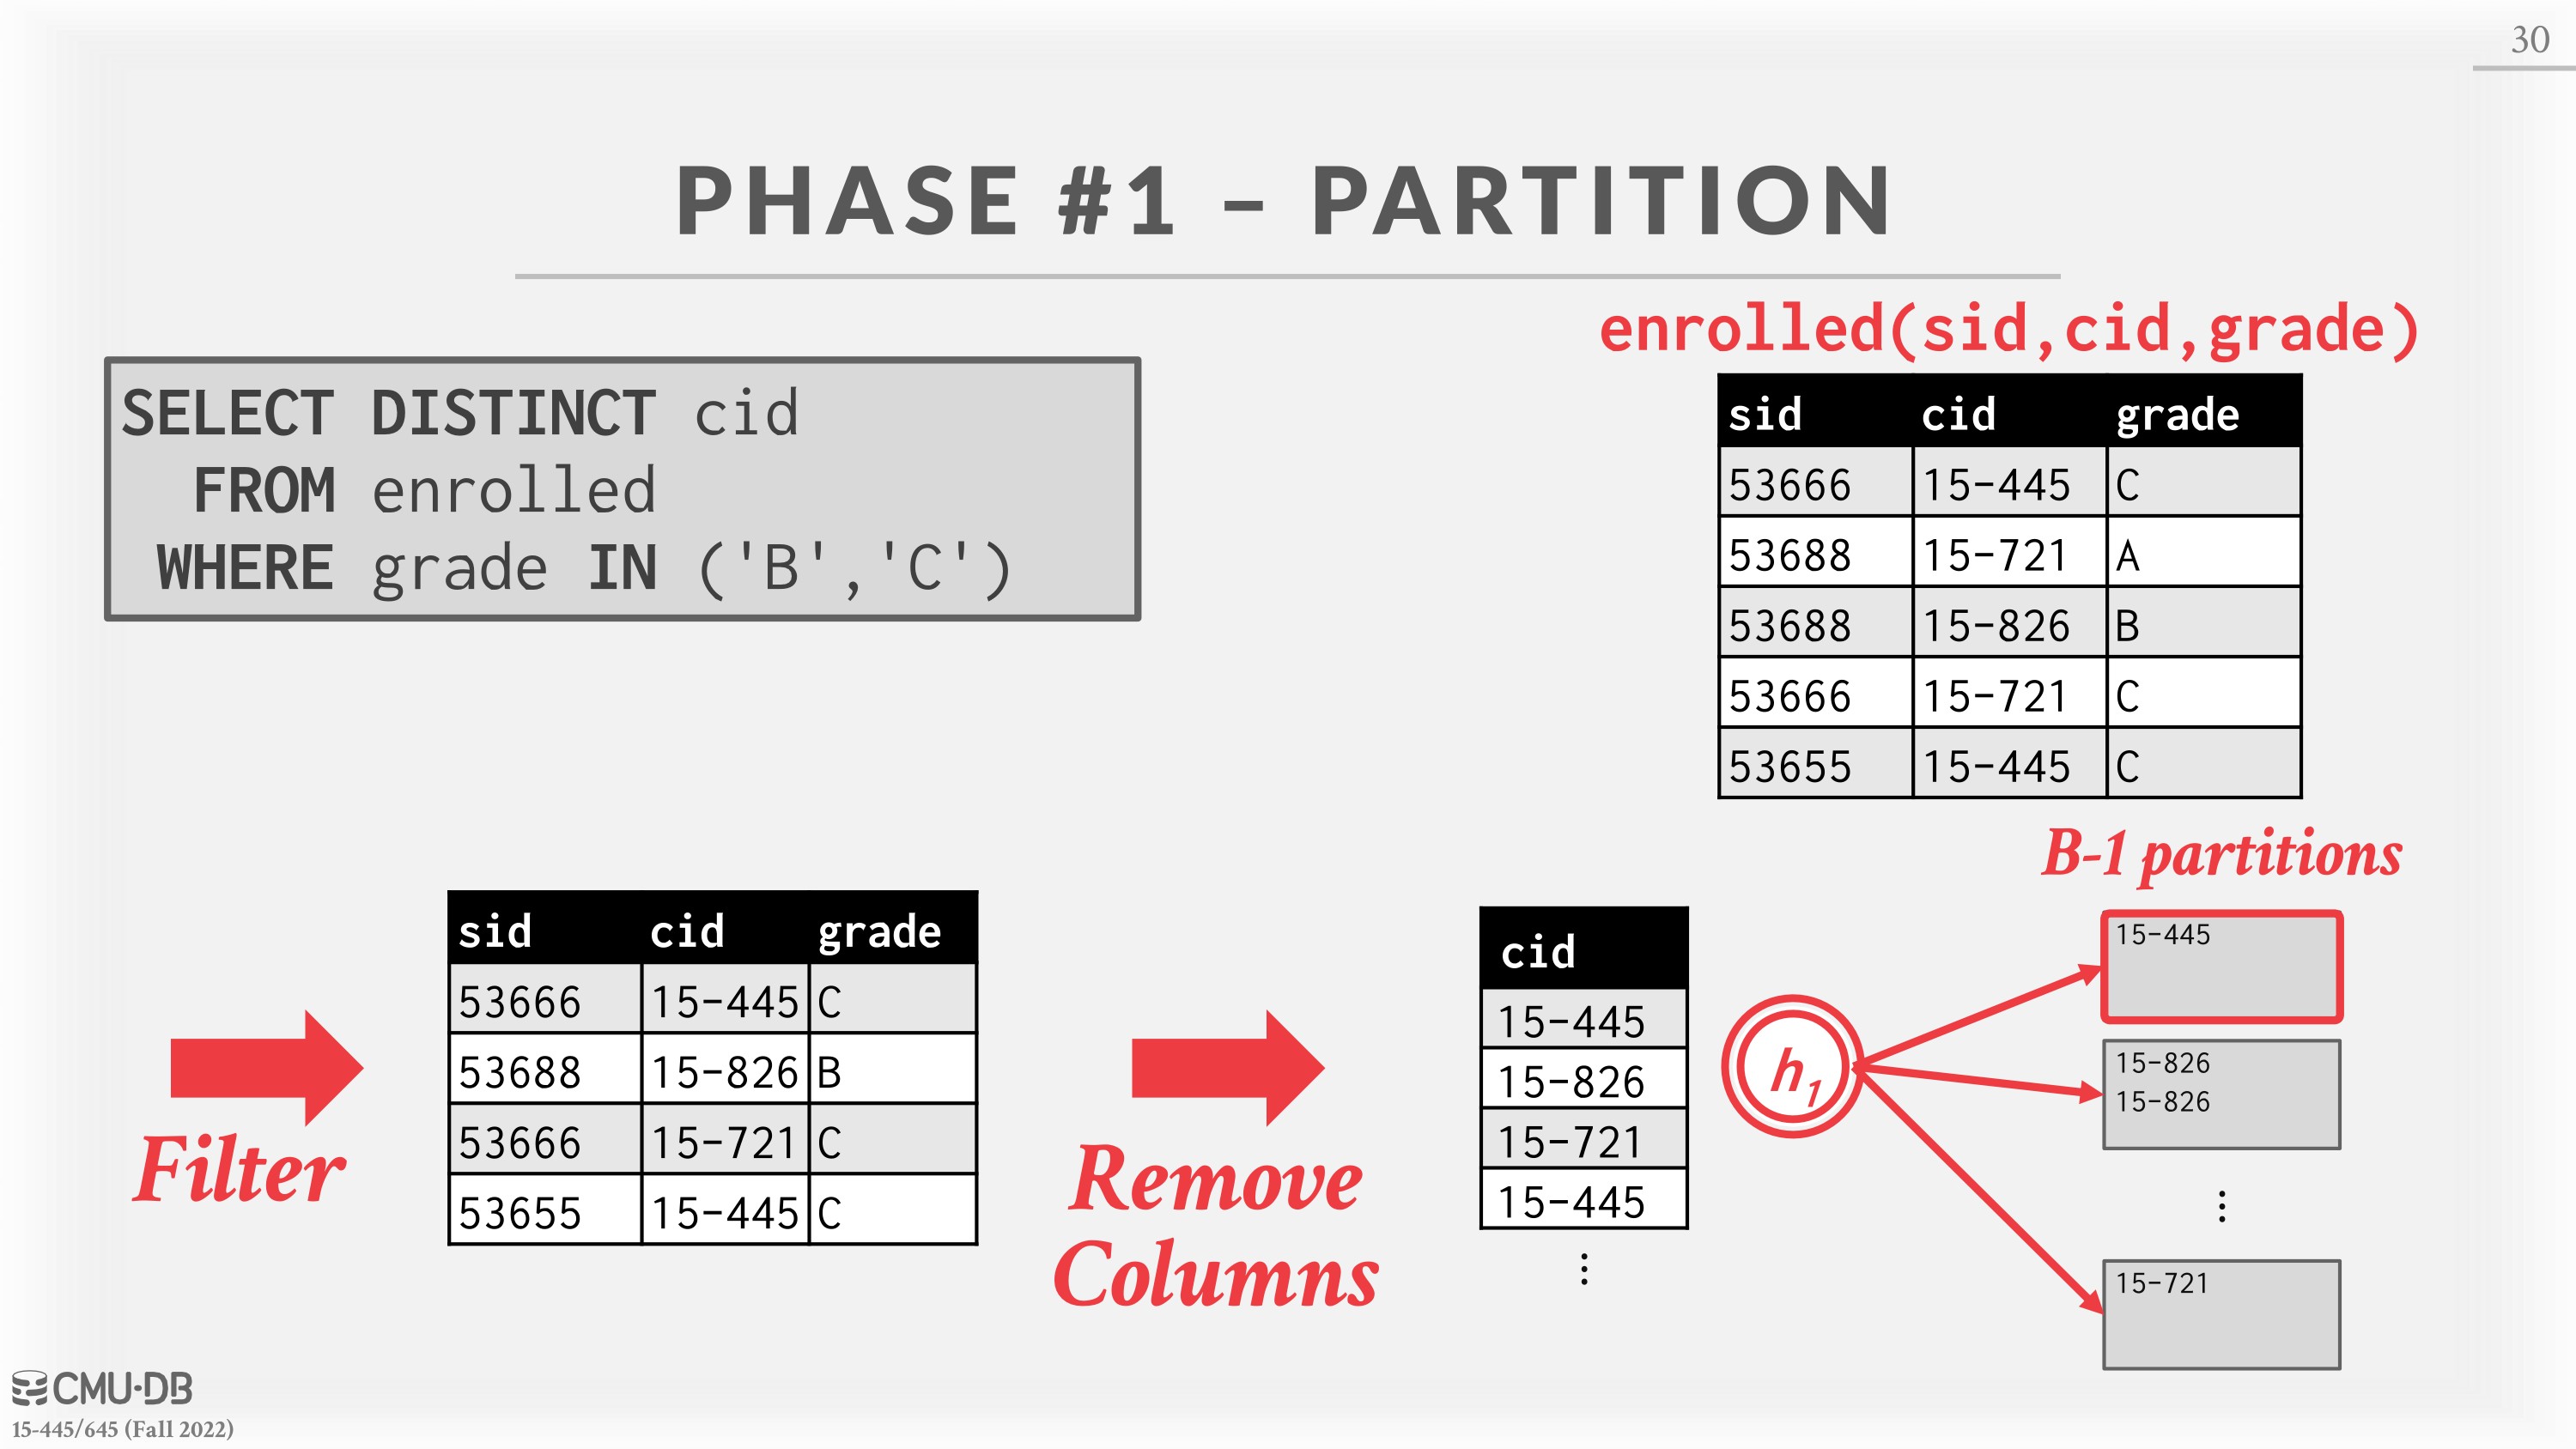 30
PHASE #1 – PARTITION
enrolled(sid,cid,grade)
SELECT DISTINCT cid
FROM enrolled
WHERE grade IN ('B','C')
sid cid grade
53666 15-445 C
53688 15-721 A
53688 15-826 B
53666 15-721 C
53655 15-445 C
Filter
sid cid grade
53666 15-445 C
53688 15-826 B
53666 15-721 C
53655 15-445 C
Remove
Columns
cid
15-445
15-826
15-721
15-445
⋮
h1
B-1 partitions
15-445
15-826
15-826
⋮
15-721
CMU·DB
15-445/645 (Fall 2022)